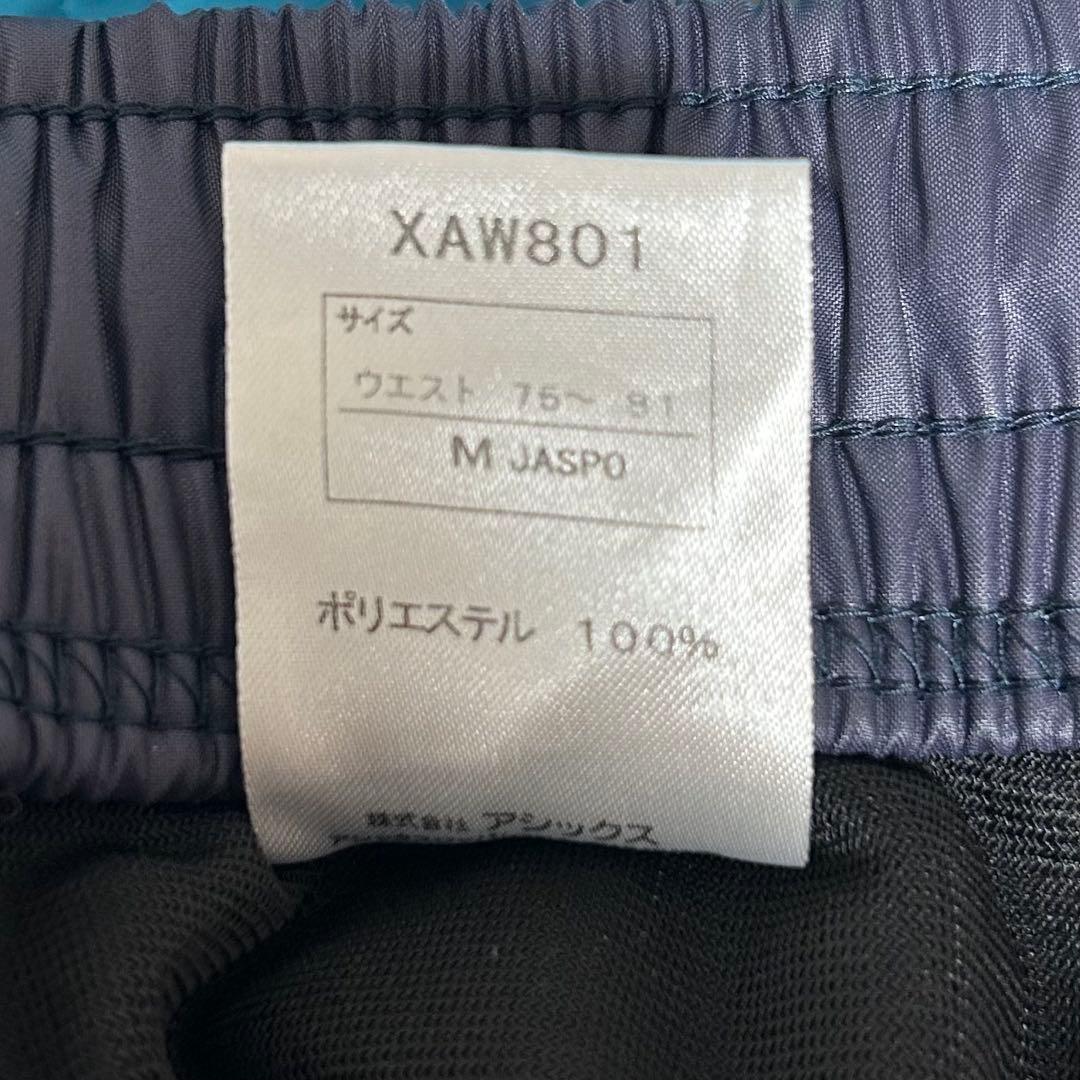 XAW801
サイズ
ウエスト 75～ 81
M JASPO
ポリエステル 100%
株式会社 アシックス